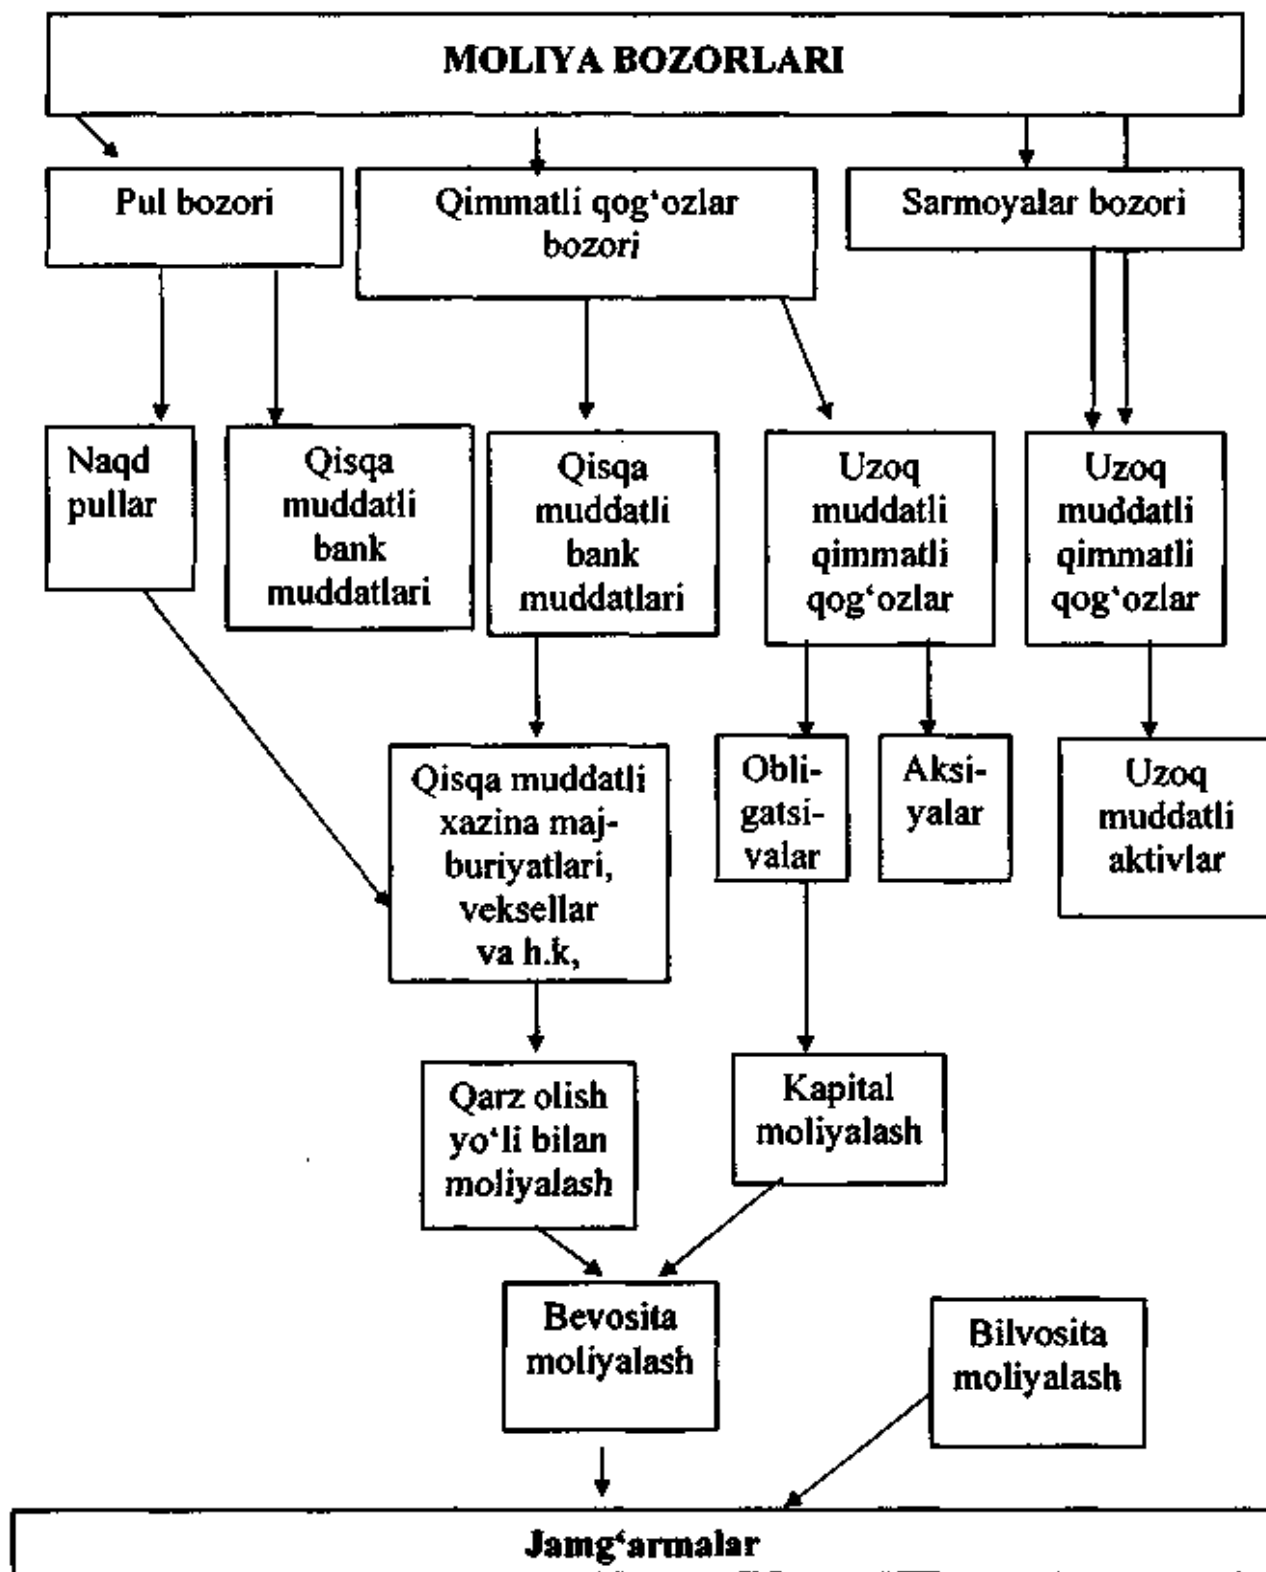 MOLIYA BOZORLARI
Pul bozori
Qimmatli qog‘ozlar
bozori
Sarmoyalar bozori
Naqd
pullar
Qisqa
muddatli
bank
muddatlari
Qisqa
muddatli
bank
muddatlari
Uzoq
muddatli
qimmatli
qog‘ozlar
Uzoq
muddatli
qimmatli
qog‘ozlar
Qisqa muddatli
xazina maj-
buriyatlari,
veksellar
va h.k,
Obli-
gatsi-
valar
Aksi-
yalar
Uzoq
muddatli
aktivlar
Qarz olish
yo‘li bilan
moliyalash
Kapital
moliyalash
Bevosita
moliyalash
Bilvosita
moliyalash
Jamg‘armalar